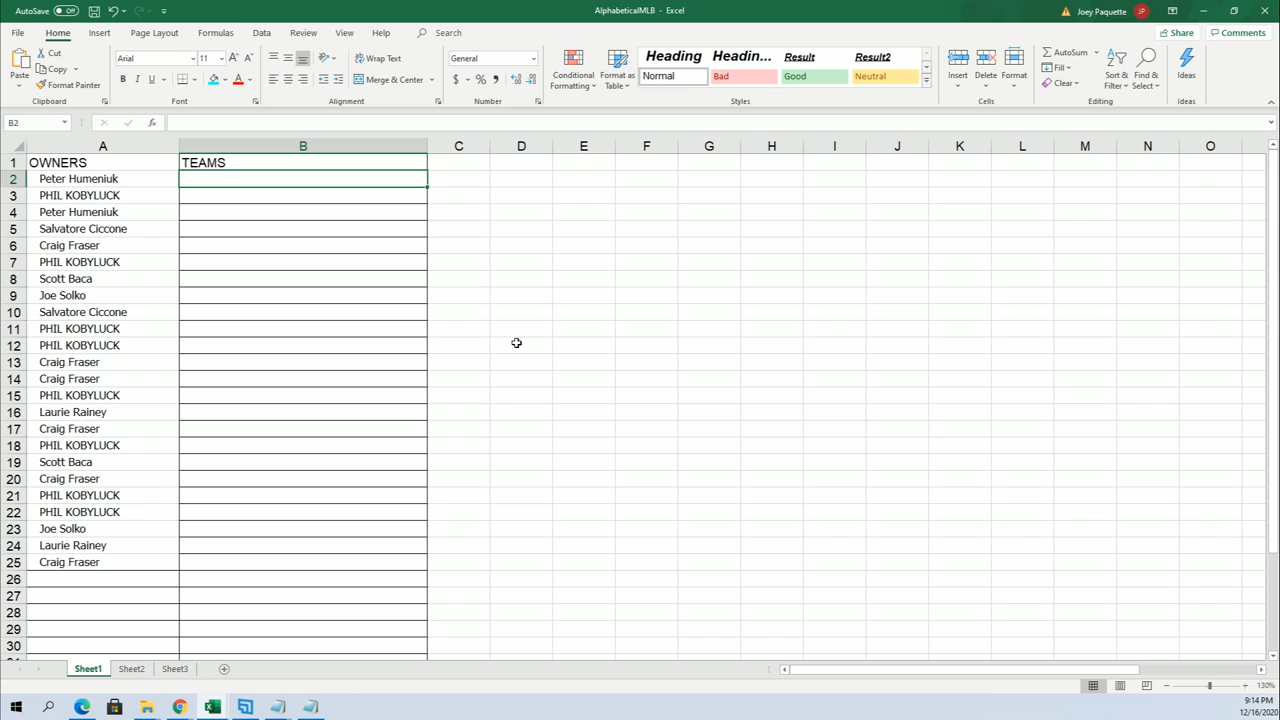 AutoSave Off AlphabeticalMLB - Excel Joey Paquette JP
File Home Insert Page Layout Formulas Data Review View Help Search Share Comments
Paste Cut Copy Format Painter Clipboard
Arial 11 A A B I U A Font
Wrap Text Merge & Center Alignment
General $ % 9 Number
Conditional Formatting Format as Table
Heading Headin... Result Result2
Normal Bad Good Neutral
Styles
Insert Delete Format Cells
AutoSum Fill Clear Sort & Filter Find & Select Editing
Ideas Ideas
B2 fx
A B C D E F G H I J K L M N O
1 OWNERS TEAMS
2 Peter Humeniuk
3 PHIL KOBYLUCK
4 Peter Humeniuk
5 Salvatore Ciccone
6 Craig Fraser
7 PHIL KOBYLUCK
8 Scott Baca
9 Joe Solko
10 Salvatore Ciccone
11 PHIL KOBYLUCK
12 PHIL KOBYLUCK
13 Craig Fraser
14 Craig Fraser
15 PHIL KOBYLUCK
16 Laurie Rainey
17 Craig Fraser
18 PHIL KOBYLUCK
19 Scott Baca
20 Craig Fraser
21 PHIL KOBYLUCK
22 PHIL KOBYLUCK
23 Joe Solko
24 Laurie Rainey
25 Craig Fraser
26
27
28
29
30
Sheet1 Sheet2 Sheet3
130%
9:14 PM
12/16/2020